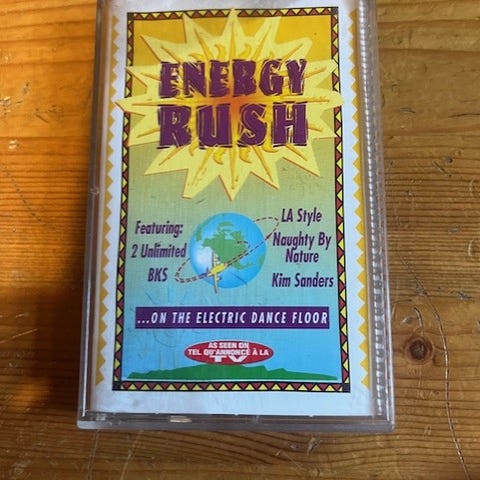 ENERGY
RUSH
Featuring:
2 Unlimited
BKS
LA Style
Naughty By
Nature
Kim Sanders
...ON THE ELECTRIC DANCE FLOOR
AS SEEN ON
TEL QU'ANNONCÉ À LA
TV